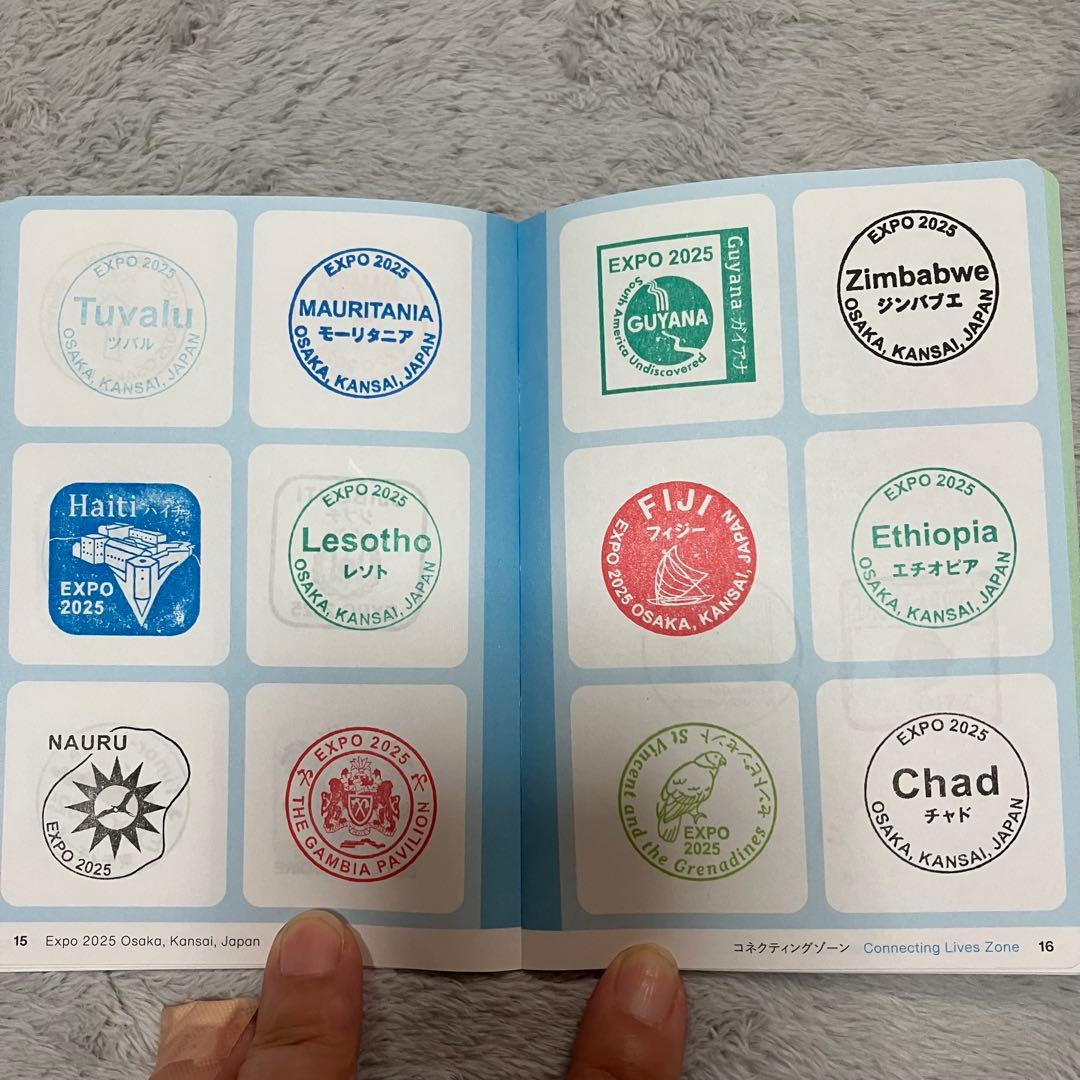 EXPO 2025
Tuvalu
ツバル
OSAKA, KANSAI, JAPAN
EXPO 2025
MAURITANIA
モーリタニア
OSAKA, KANSAI, JAPAN
Haiti ハイチ
EXPO
2025
EXPO 2025
Lesotho
レソト
OSAKA, KANSAI, JAPAN
NAURU
EXPO 2025
EXPO 2025
THE GAMBIA PAVILION
15 Expo 2025 Osaka, Kansai, Japan
EXPO 2025
Guyana ガイアナ
GUYANA
South America Undiscovered
EXPO 2025
Zimbabwe
ジンバブエ
OSAKA, KANSAI, JAPAN
FIJI
フィジー
EXPO 2025 OSAKA, KANSAI, JAPAN
EXPO 2025
Ethiopia
エチオピア
OSAKA, KANSAI, JAPAN
St Vincent and the Grenadines
EXPO
2025
EXPO 2025
Chad
チャド
OSAKA, KANSAI, JAPAN
コネクティングゾーン Connecting Lives Zone 16